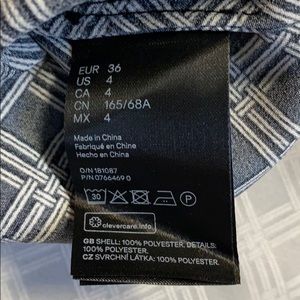 EUR 36
US 4
CA 4
CN 165/68A
MX 4
Made in China
Fabriqué en Chine
Hecho en China
O/N 181087
P/N 0766469 0
30 P
clevercare.info
GB SHELL: 100% POLYESTER. DETAILS:
100% POLYESTER.
CZ SVRCHNÍ LÁTKA: 100% POLYESTER.